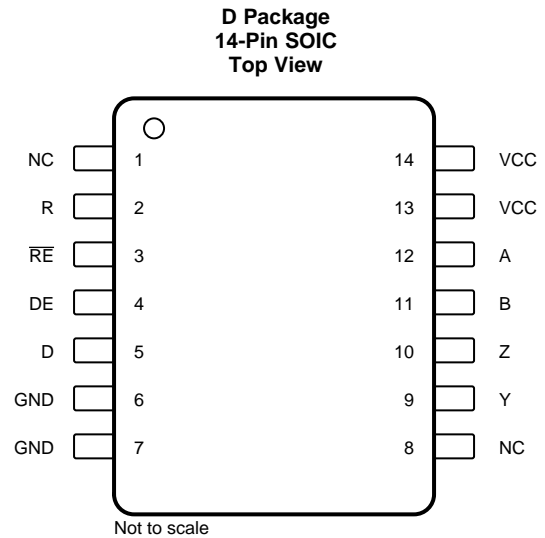 D Package
14-Pin SOIC
Top View
NC 1 14 VCC
R 2 13 VCC
R̅E̅ 3 12 A
DE 4 11 B
D 5 10 Z
GND 6 9 Y
GND 7 8 NC
Not to scale